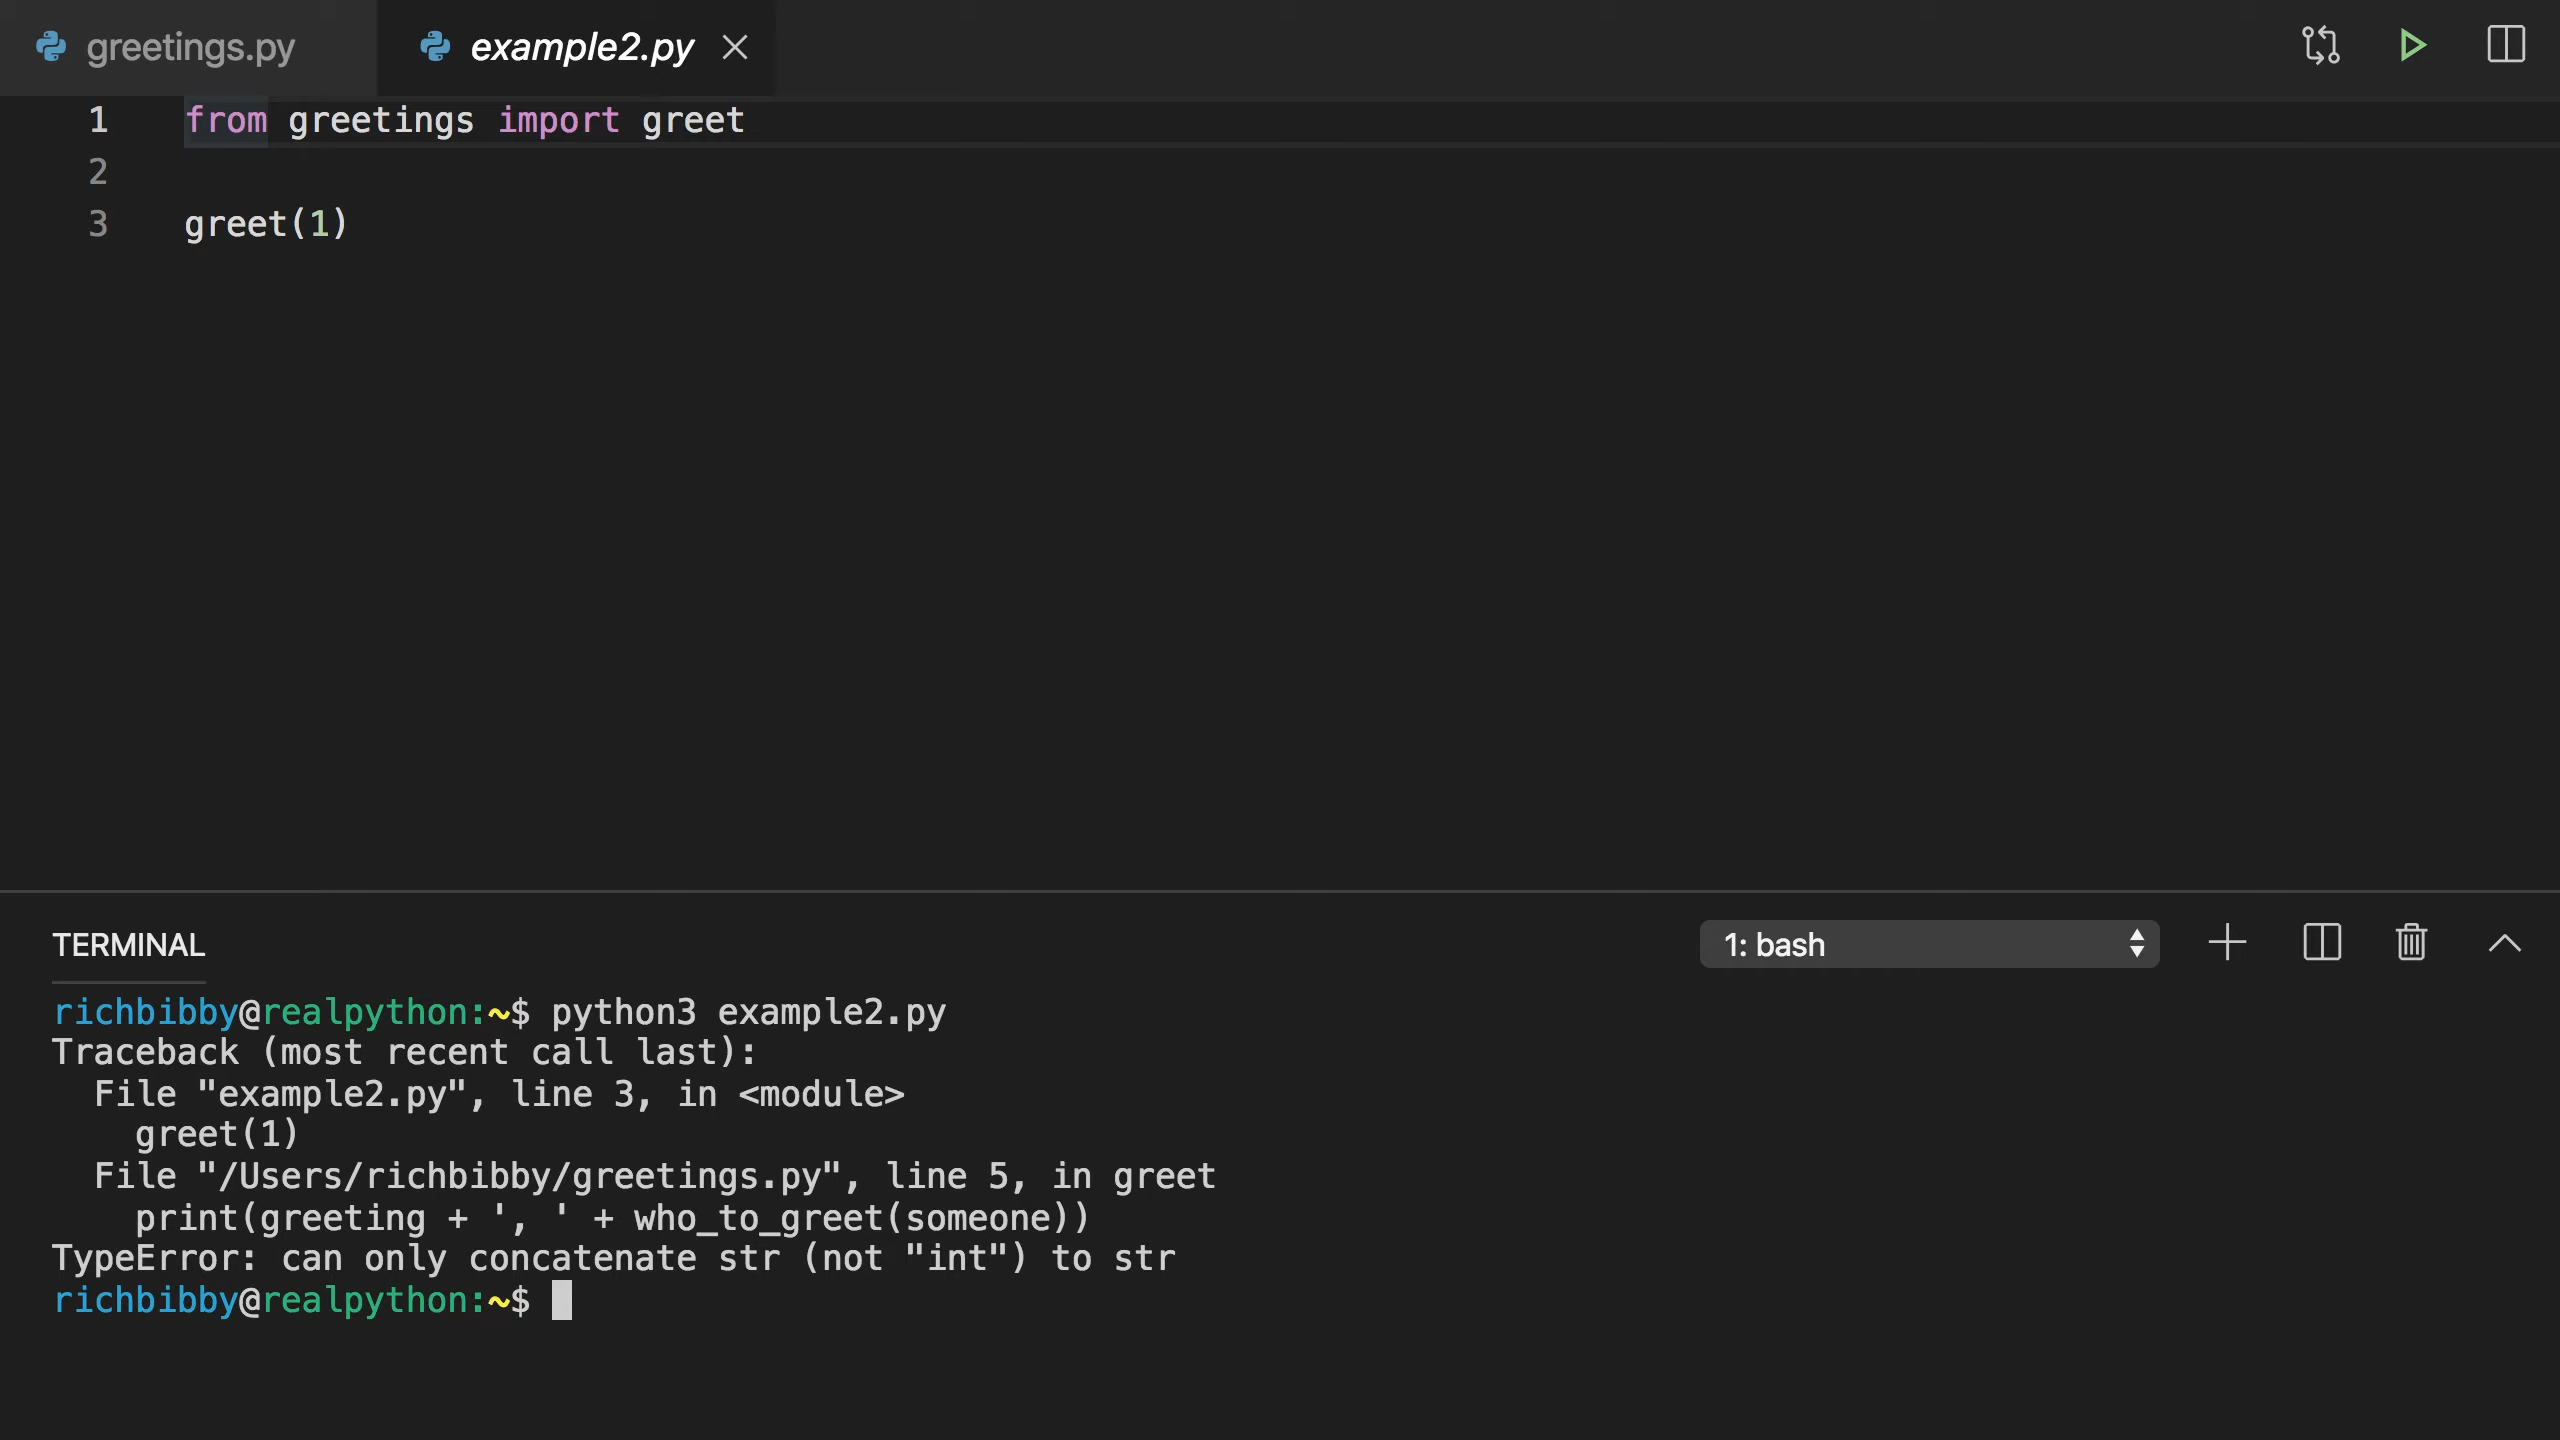 greetings.py example2.py
1 from greetings import greet
2
3 greet(1)
TERMINAL 1: bash
richbibby@realpython:~$ python3 example2.py
Traceback (most recent call last):
  File "example2.py", line 3, in <module>
    greet(1)
  File "/Users/richbibby/greetings.py", line 5, in greet
    print(greeting + ', ' + who_to_greet(someone))
TypeError: can only concatenate str (not "int") to str
richbibby@realpython:~$